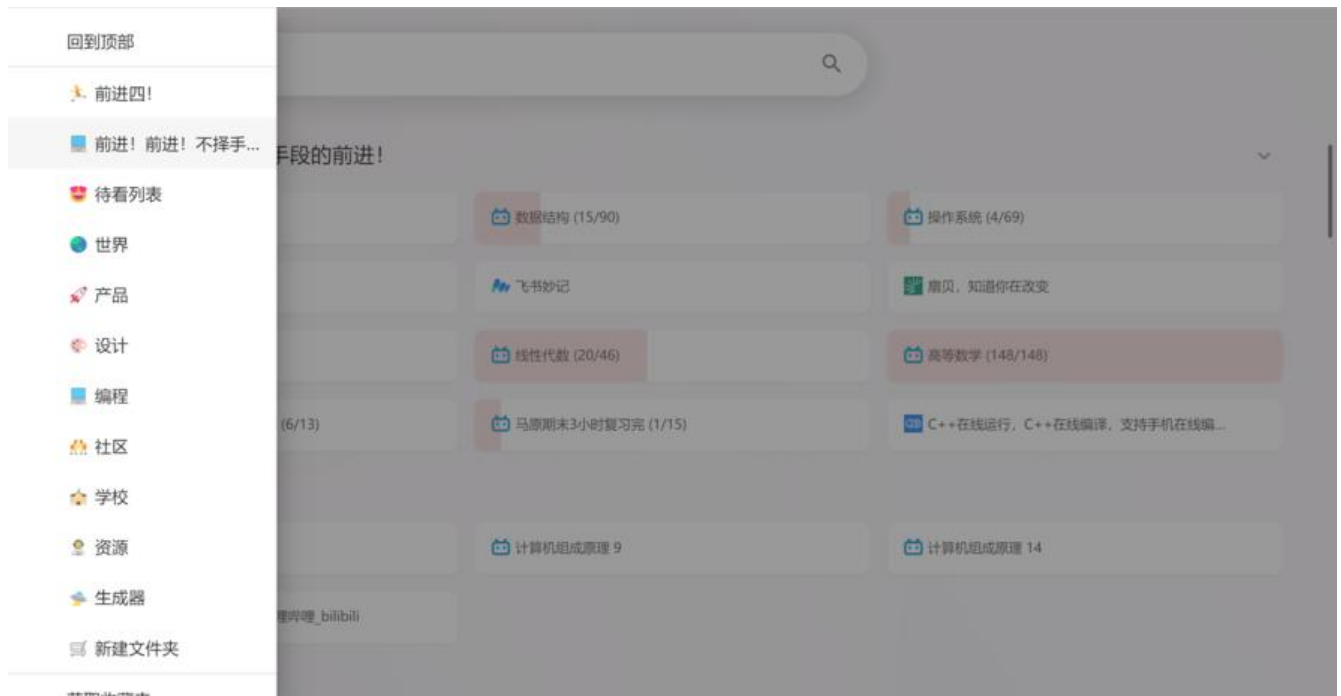 回到顶部
前进四！
前进！前进！不择手...
待看列表
世界
产品
设计
编程
社区
学校
资源
生成器
新建文件夹
获取收藏夹
手段的前进！
数据结构 (15/90)
操作系统 (4/69)
飞书妙记
扇贝，知道你在改变
线性代数 (20/46)
高等数学 (148/148)
(6/13)
马原期末3小时复习完 (1/15)
C++在线运行，C++在线编译，支持手机在线编...
计算机组成原理 9
计算机组成原理 14
哩哔哩_bilibili